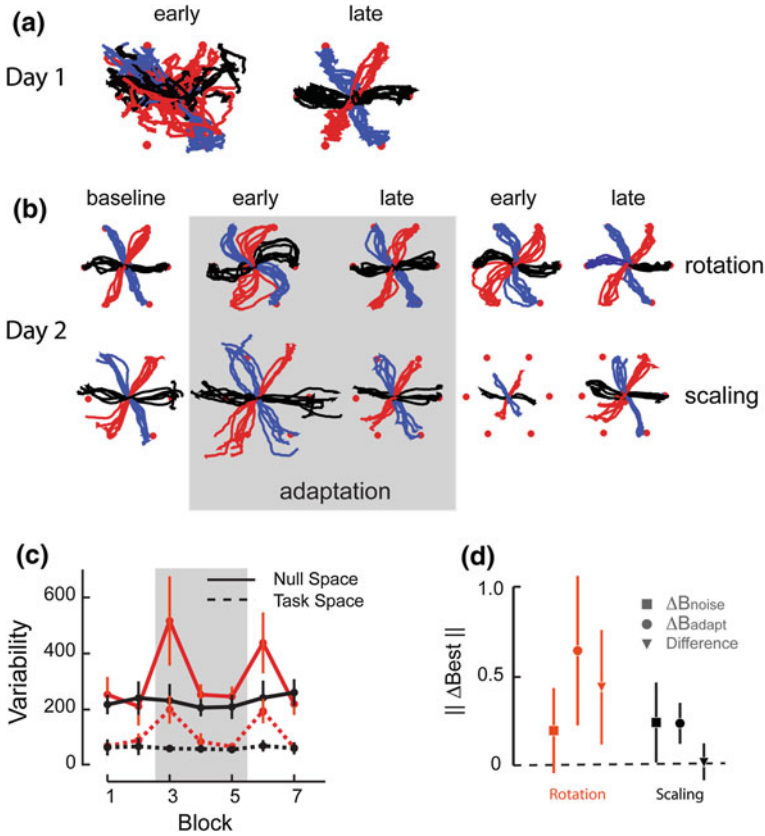 (a)
early
late
Day 1
(b)
baseline
early
late
early
late
rotation
Day 2
scaling
adaptation
(c)
600
400
200
0
Variability
Null Space
Task Space
1
3
5
7
Block
(d)
1.0
0.5
0
|| ΔBest ||
ΔBnoise
ΔBadapt
Difference
Rotation
Scaling